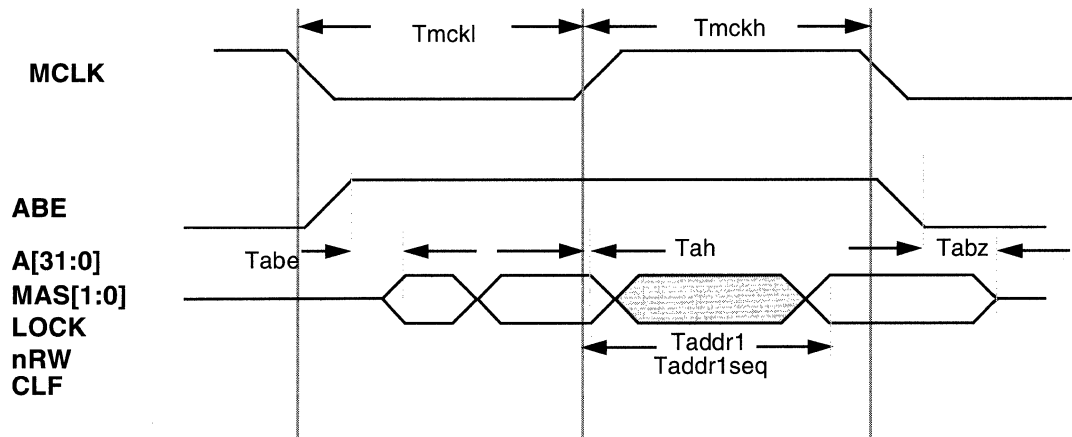 Tmckl Tmckh
MCLK
ABE
A[31:0] Tabe Tah Tabz
MAS[1:0]
LOCK
nRW Taddr1
CLF Taddr1seq